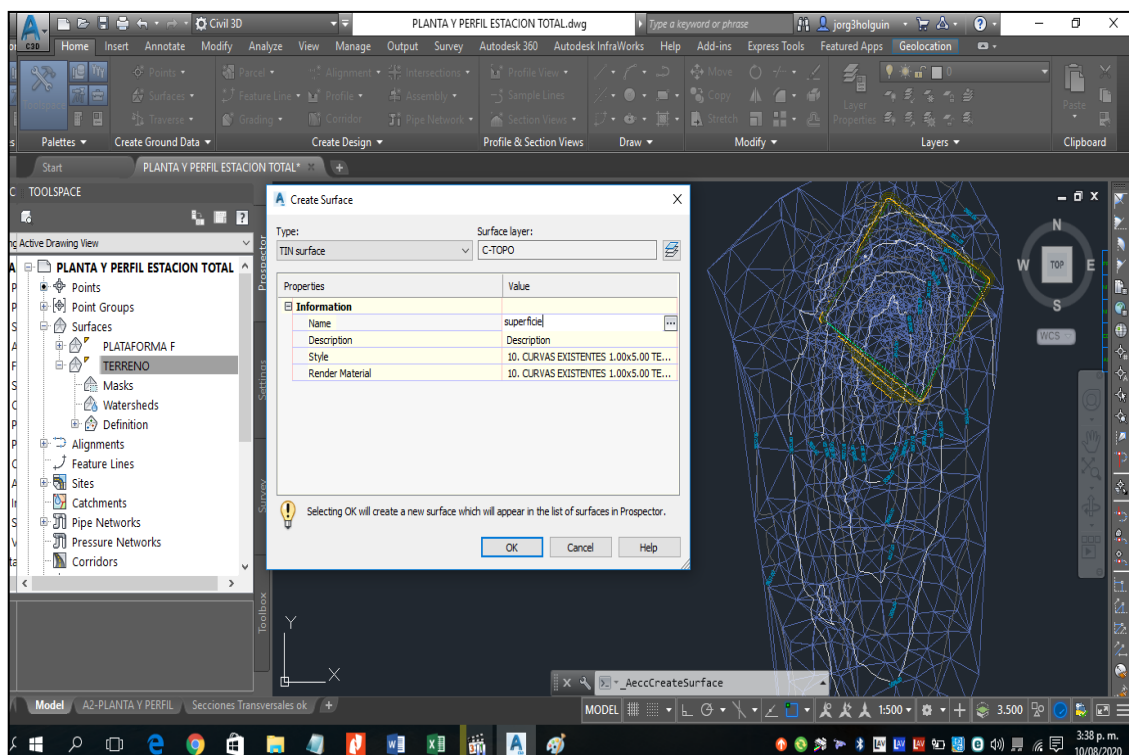 Civil 3D
PLANTA Y PERFIL ESTACION TOTAL.dwg
Type a keyword or phrase
jorg3holguin
C3D
Home Insert Annotate Modify Analyze View Manage Output Survey Autodesk 360 Autodesk InfraWorks Help Add-ins Express Tools Featured Apps Geolocation
Points Parcel Alignment Intersections Profile View Move
Surfaces Feature Line Profile Assembly Sample Lines Copy Layer Paste
Traverse Grading Corridor Pipe Network Section Views Stretch Properties
Palettes Create Ground Data Create Design Profile & Section Views Draw Modify Layers Clipboard
Start PLANTA Y PERFIL ESTACION TOTAL*
TOOLSPACE
Active Drawing View
PLANTA Y PERFIL ESTACION TOTAL
Points
Point Groups
Surfaces
PLATAFORMA F
TERRENO
Masks
Watersheds
Definition
Alignments
Feature Lines
Sites
Catchments
Pipe Networks
Pressure Networks
Corridors
Prospector
Settings
Survey
Toolbox
Create Surface
Type: Surface layer:
TIN surface C-TOPO
Properties Value
Information
Name superficie
Description Description
Style 10. CURVAS EXISTENTES 1.00x5.00 TE...
Render Material 10. CURVAS EXISTENTES 1.00x5.00 TE...
Selecting OK will create a new surface which will appear in the list of surfaces in Prospector.
OK Cancel Help
N
W TOP E
S
WCS
Y
X
_AeccCreateSurface
Model A2-PLANTA Y PERFIL Secciones Transversales ok
MODEL 1:500 3.500
3:38 p. m.
10/08/2020